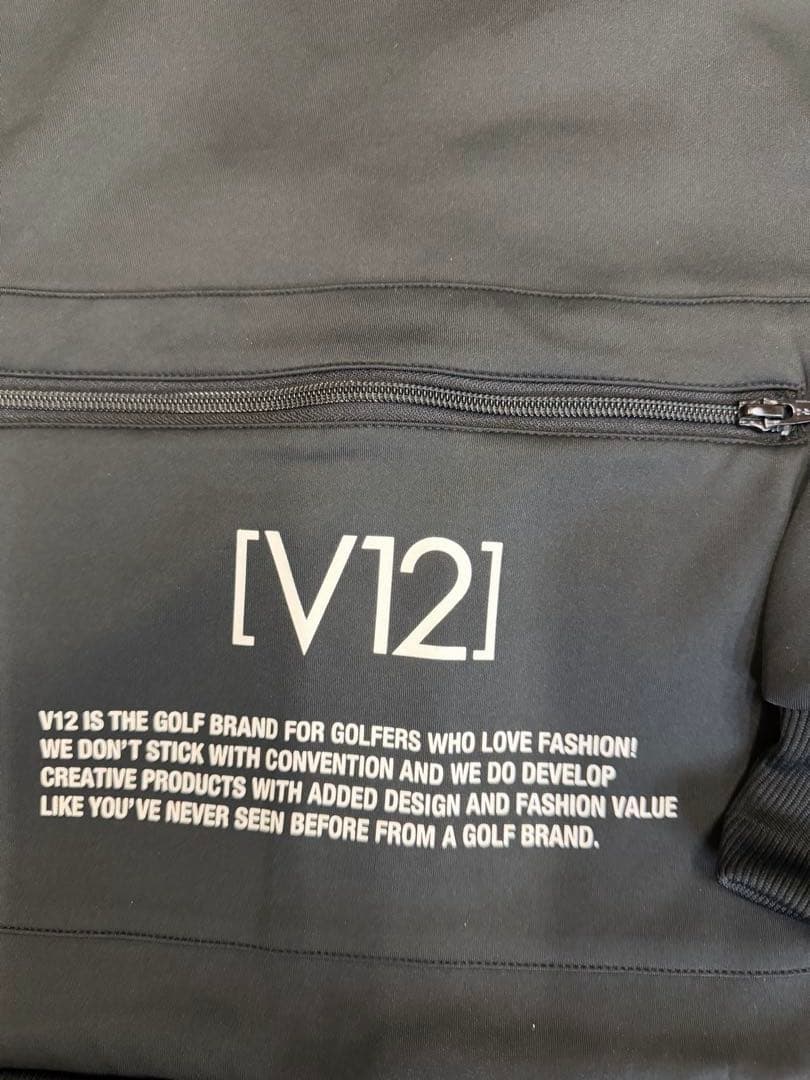 [V12]
V12 IS THE GOLF BRAND FOR GOLFERS WHO LOVE FASHION!
WE DON'T STICK WITH CONVENTION AND WE DO DEVELOP
CREATIVE PRODUCTS WITH ADDED DESIGN AND FASHION VALUE
LIKE YOU'VE NEVER SEEN BEFORE FROM A GOLF BRAND.